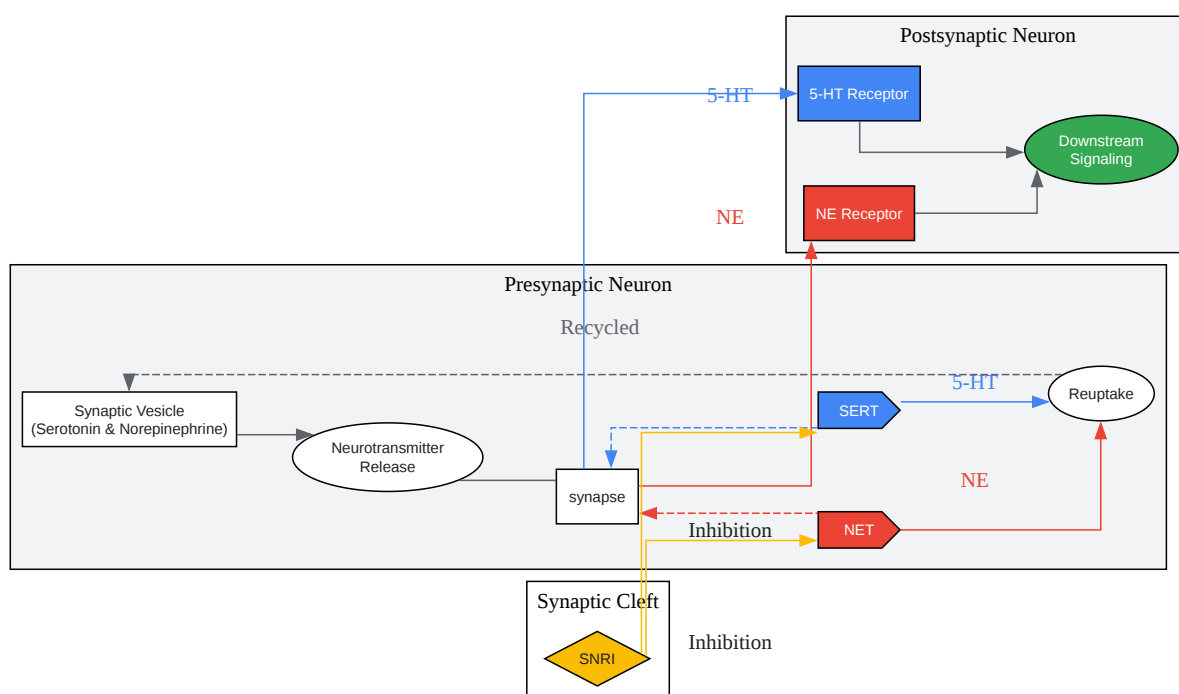 Postsynaptic Neuron
5-HT
5-HT Receptor
Downstream
Signaling
NE
NE Receptor
Presynaptic Neuron
Recycled
5-HT
Synaptic Vesicle
(Serotonin & Norepinephrine)
SERT
Reuptake
Neurotransmitter
Release
synapse
NE
Inhibition
NET
Synaptic Cleft
SNRI
Inhibition